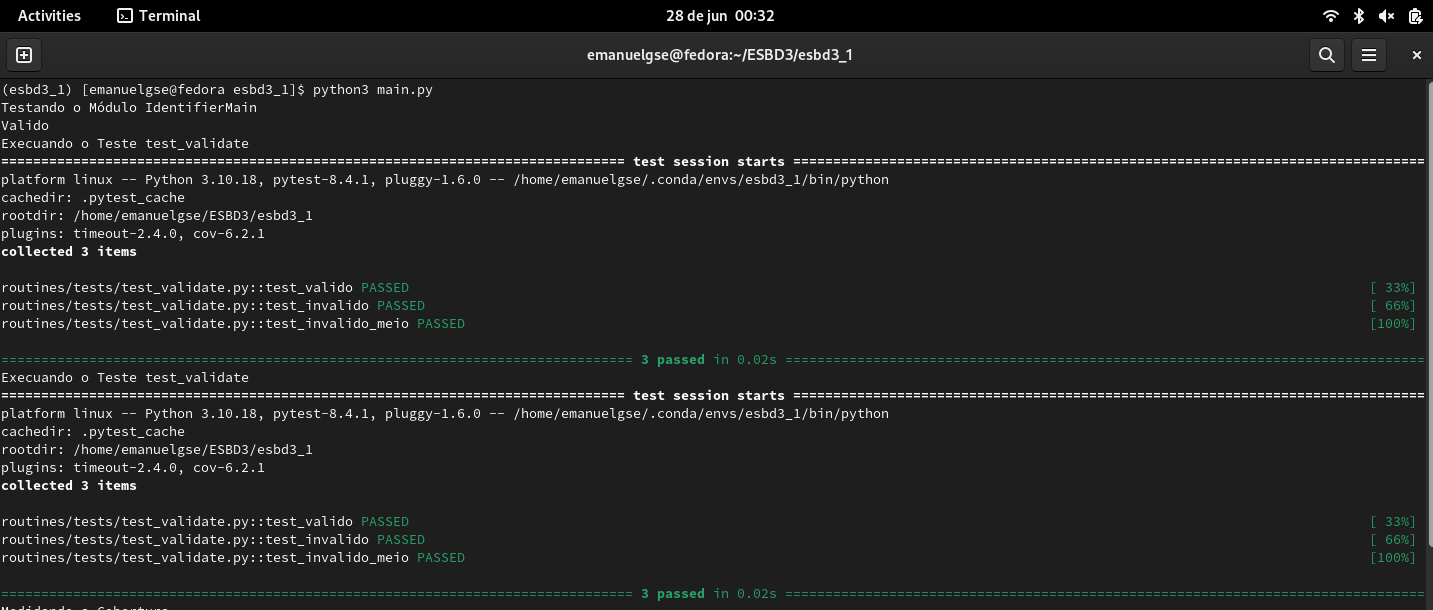 Activities Terminal 28 de jun 00:32
emanuelgse@fedora:~/ESBD3/esbd3_1
(esbd3_1) [emanuelgse@fedora esbd3_1]$ python3 main.py
Testando o Módulo IdentifierMain
Valido
Execuando o Teste test_validate
============================================================================== test session starts ===============================================================================
platform linux -- Python 3.10.18, pytest-8.4.1, pluggy-1.6.0 -- /home/emanuelgse/.conda/envs/esbd3_1/bin/python
cachedir: .pytest_cache
rootdir: /home/emanuelgse/ESBD3/esbd3_1
plugins: timeout-2.4.0, cov-6.2.1
collected 3 items
routines/tests/test_validate.py::test_valido PASSED [ 33%]
routines/tests/test_validate.py::test_invalido PASSED [ 66%]
routines/tests/test_validate.py::test_invalido_meio PASSED [100%]
=============================================================================== 3 passed in 0.02s ================================================================================
Execuando o Teste test_validate
============================================================================== test session starts ===============================================================================
platform linux -- Python 3.10.18, pytest-8.4.1, pluggy-1.6.0 -- /home/emanuelgse/.conda/envs/esbd3_1/bin/python
cachedir: .pytest_cache
rootdir: /home/emanuelgse/ESBD3/esbd3_1
plugins: timeout-2.4.0, cov-6.2.1
collected 3 items
routines/tests/test_validate.py::test_valido PASSED [ 33%]
routines/tests/test_validate.py::test_invalido PASSED [ 66%]
routines/tests/test_validate.py::test_invalido_meio PASSED [100%]
=============================================================================== 3 passed in 0.02s ================================================================================